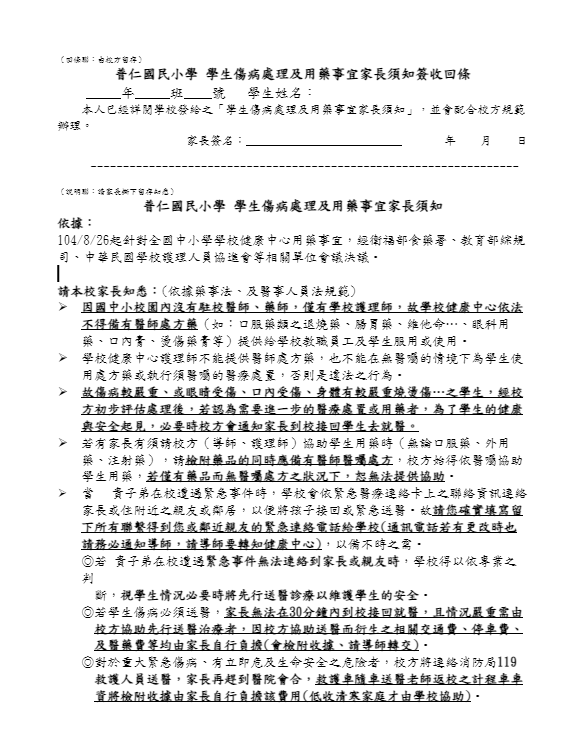 (回條聯：由校方留存)
普仁國民小學 學生傷病處理及用藥事宜家長須知簽收回條
____年____班____號 學生姓名：
本人已經詳閱學校發給之「學生傷病處理及用藥事宜家長須知」，並會配合校方規範
辦理。
家長簽名：____________________ 年 月 日
(說明聯：請家長撕下留存知悉)
普仁國民小學 學生傷病處理及用藥事宜家長須知
依據：
104/8/26起針對全國中小學學校健康中心用藥事宜，經衛福部食藥署、教育部綜規
司、中華民國學校護理人員協進會等相關單位會議決議。
請本校家長知悉：(依據藥事法、及醫事人員法規範)
➢ 因國中小校園內沒有駐校醫師、藥師，僅有學校護理師，故學校健康中心依法
不得備有醫師處方藥（如：口服藥類之退燒藥、腸胃藥、維他命…、眼科用
藥、口內膏、燙傷藥膏等）提供給學校教職員工及學生服用或使用。
➢ 學校健康中心護理師不能提供醫師處方藥，也不能在無醫囑的情境下為學生使
用處方藥或執行須醫囑的醫療處置，否則是違法之行為。
➢ 故傷病較嚴重、或眼睛受傷、口內受傷、身體有較嚴重燒燙傷…之學生，經校
方初步評估處理後，若認為需要進一步的醫療處置或用藥者，為了學生的健康
與安全起見，必要時校方會通知家長到校接回學生去就醫。
➢ 若有家長有須請校方（導師、護理師）協助學生用藥時（無論口服藥、外用
藥、注射藥），請檢附藥品的同時應備有醫師醫囑處方，校方始得依醫囑協助
學生用藥，若僅有藥品而無醫囑處方之狀況下，恕無法提供協助。
➢ 當 貴子弟在校遭遇緊急事件時，學校會依緊急醫療連絡卡上之聯絡資訊連絡
家長或住附近之親友或鄰居，以便將孩子接回或緊急送醫。故請您確實填寫留
下所有聯繫得到您或鄰近親友的緊急連絡電話給學校(通訊電話若有更改時也
請務必通知導師，請導師要轉知健康中心)，以備不時之需。
◎若 貴子弟在校遭遇緊急事件無法連絡到家長或親友時，學校得以依專業之
判
斷，視學生情況必要時將先行送醫診療以維護學生的安全。
◎若學生傷病必須送醫，家長無法在30分鐘內到校接回就醫，且情況嚴重需由
校方協助先行送醫治療者，因校方協助送醫而衍生之相關交通費、停車費、
及醫藥費等均由家長自行負擔(會檢附收據、請導師轉交)。
◎對於重大緊急傷病、有立即危及生命安全之危險者，校方將連絡消防局119
救護人員送醫，家長再趕到醫院會合，救護車隨車送醫老師返校之計程車車
資將檢附收據由家長自行負擔該費用(低收清寒家庭才由學校協助)。